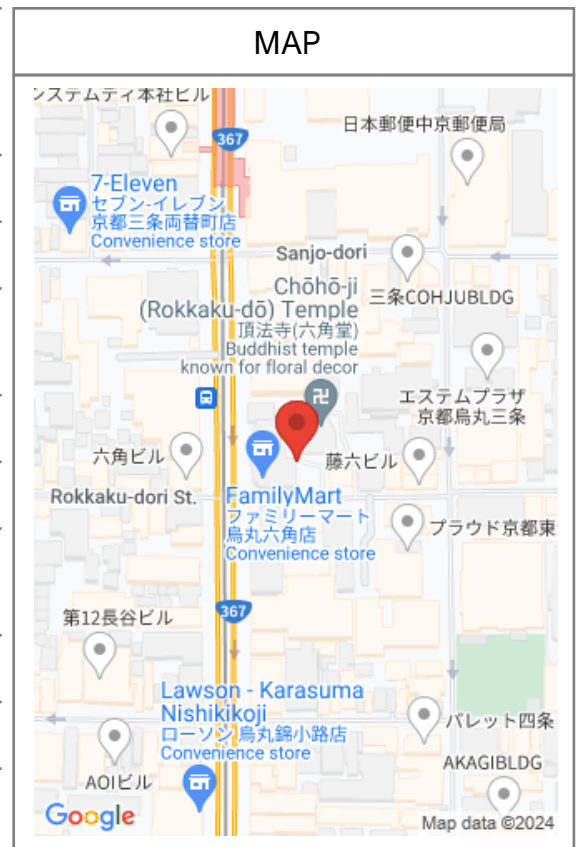 MAP
システムティ本社ビル
367
日本郵便中京郵便局
7-Eleven
セブン-イレブン
京都三条両替町店
Convenience store
Sanjo-dori
三条COHJUBLDG
Chōhō-ji
(Rokkaku-dō) Temple
頂法寺(六角堂)
Buddhist temple
known for floral decor
卍
エステムプラザ
京都烏丸三条
六角ビル
藤六ビル
Rokkaku-dori St.
FamilyMart
ファミリーマート
烏丸六角店
Convenience store
プラウド京都東
367
第12長谷ビル
Lawson - Karasuma
Nishikikoji
ローソン 烏丸錦小路店
Convenience store
パレット四条
AOIビル
AKAGIBLDG
Google
Map data ©2024